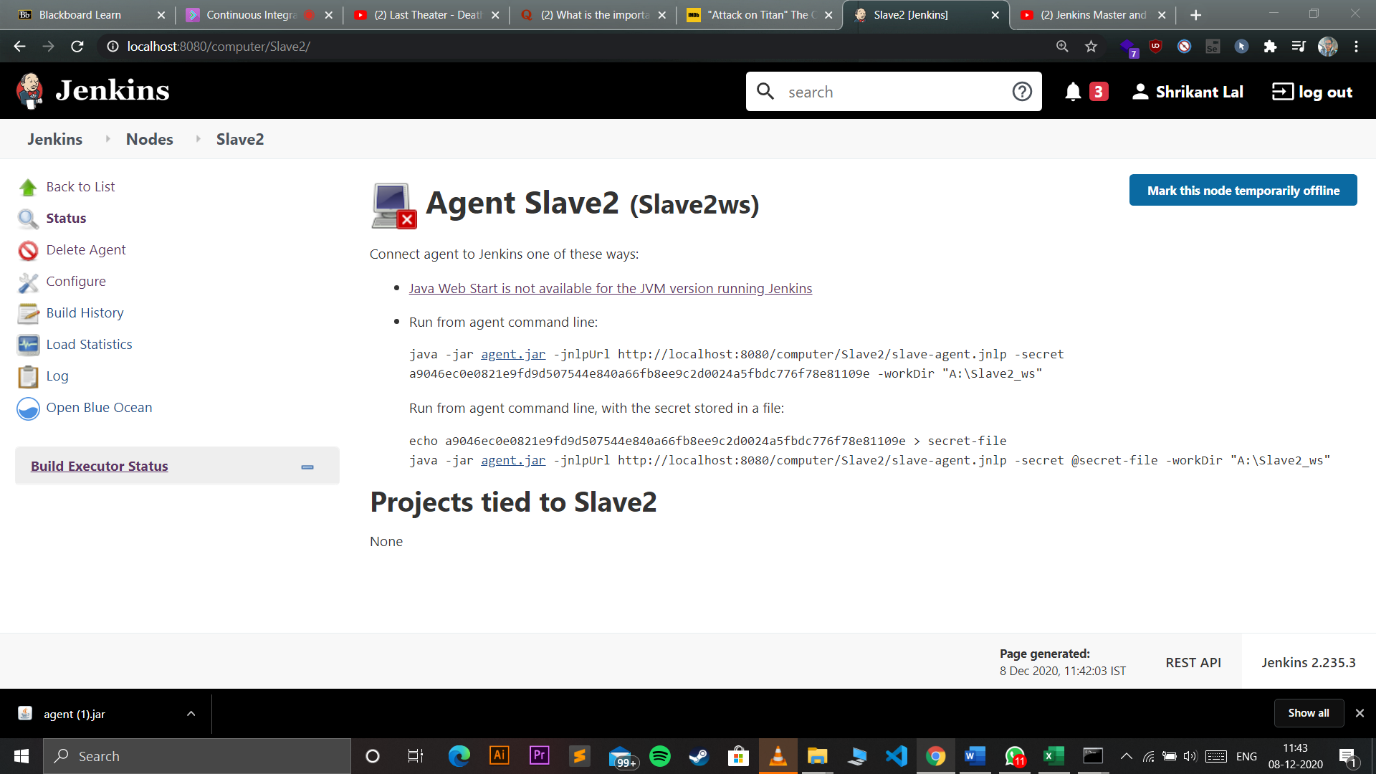 Blackboard Learn
Continuous Integra
(2) Last Theater - Deat
(2) What is the importa
"Attack on Titan" The
Slave2 [Jenkins]
(2) Jenkins Master and
localhost:8080/computer/Slave2/
7
Jenkins
search
3
Shrikant Lal
log out
Jenkins
Nodes
Slave2
Back to List
Status
Delete Agent
Configure
Build History
Load Statistics
Log
Open Blue Ocean
Build Executor Status
Agent Slave2 (Slave2ws)
Mark this node temporarily offline
Connect agent to Jenkins one of these ways:
Java Web Start is not available for the JVM version running Jenkins
Run from agent command line:
java -jar agent.jar -jnlpUrl http://localhost:8080/computer/Slave2/slave-agent.jnlp -secret
a9046ec0e0821e9fd9d507544e840a66fb8ee9c2d0024a5fbdc776f78e81109e -workDir "A:\Slave2_ws"
Run from agent command line, with the secret stored in a file:
echo a9046ec0e0821e9fd9d507544e840a66fb8ee9c2d0024a5fbdc776f78e81109e > secret-file
java -jar agent.jar -jnlpUrl http://localhost:8080/computer/Slave2/slave-agent.jnlp -secret @secret-file -workDir "A:\Slave2_ws"
Projects tied to Slave2
None
Page generated:
8 Dec 2020, 11:42:03 IST
REST API
Jenkins 2.235.3
agent (1).jar
Show all
Search
Ai
Pr
99+
11
ENG
11:43
08-12-2020
1